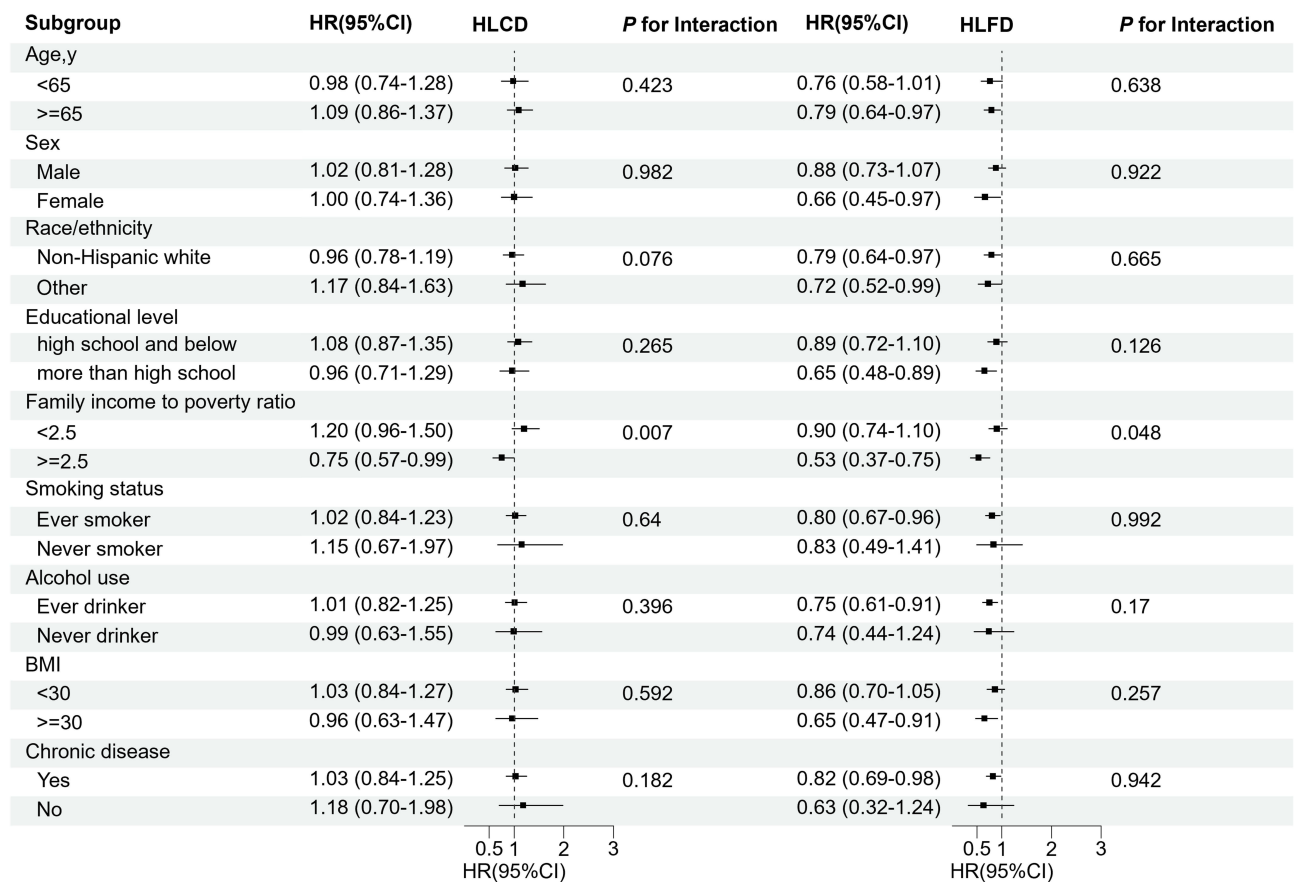 Subgroup HR(95%CI) HLCD P for Interaction HR(95%CI) HLFD P for Interaction
Age,y
<65 0.98 (0.74-1.28) 0.423 0.76 (0.58-1.01) 0.638
>=65 1.09 (0.86-1.37) 0.79 (0.64-0.97)
Sex
Male 1.02 (0.81-1.28) 0.982 0.88 (0.73-1.07) 0.922
Female 1.00 (0.74-1.36) 0.66 (0.45-0.97)
Race/ethnicity
Non-Hispanic white 0.96 (0.78-1.19) 0.076 0.79 (0.64-0.97) 0.665
Other 1.17 (0.84-1.63) 0.72 (0.52-0.99)
Educational level
high school and below 1.08 (0.87-1.35) 0.265 0.89 (0.72-1.10) 0.126
more than high school 0.96 (0.71-1.29) 0.65 (0.48-0.89)
Family income to poverty ratio
<2.5 1.20 (0.96-1.50) 0.007 0.90 (0.74-1.10) 0.048
>=2.5 0.75 (0.57-0.99) 0.53 (0.37-0.75)
Smoking status
Ever smoker 1.02 (0.84-1.23) 0.64 0.80 (0.67-0.96) 0.992
Never smoker 1.15 (0.67-1.97) 0.83 (0.49-1.41)
Alcohol use
Ever drinker 1.01 (0.82-1.25) 0.396 0.75 (0.61-0.91) 0.17
Never drinker 0.99 (0.63-1.55) 0.74 (0.44-1.24)
BMI
<30 1.03 (0.84-1.27) 0.592 0.86 (0.70-1.05) 0.257
>=30 0.96 (0.63-1.47) 0.65 (0.47-0.91)
Chronic disease
Yes 1.03 (0.84-1.25) 0.182 0.82 (0.69-0.98) 0.942
No 1.18 (0.70-1.98) 0.63 (0.32-1.24)
0.5 1 2 3 0.5 1 2 3
HR(95%CI) HR(95%CI)